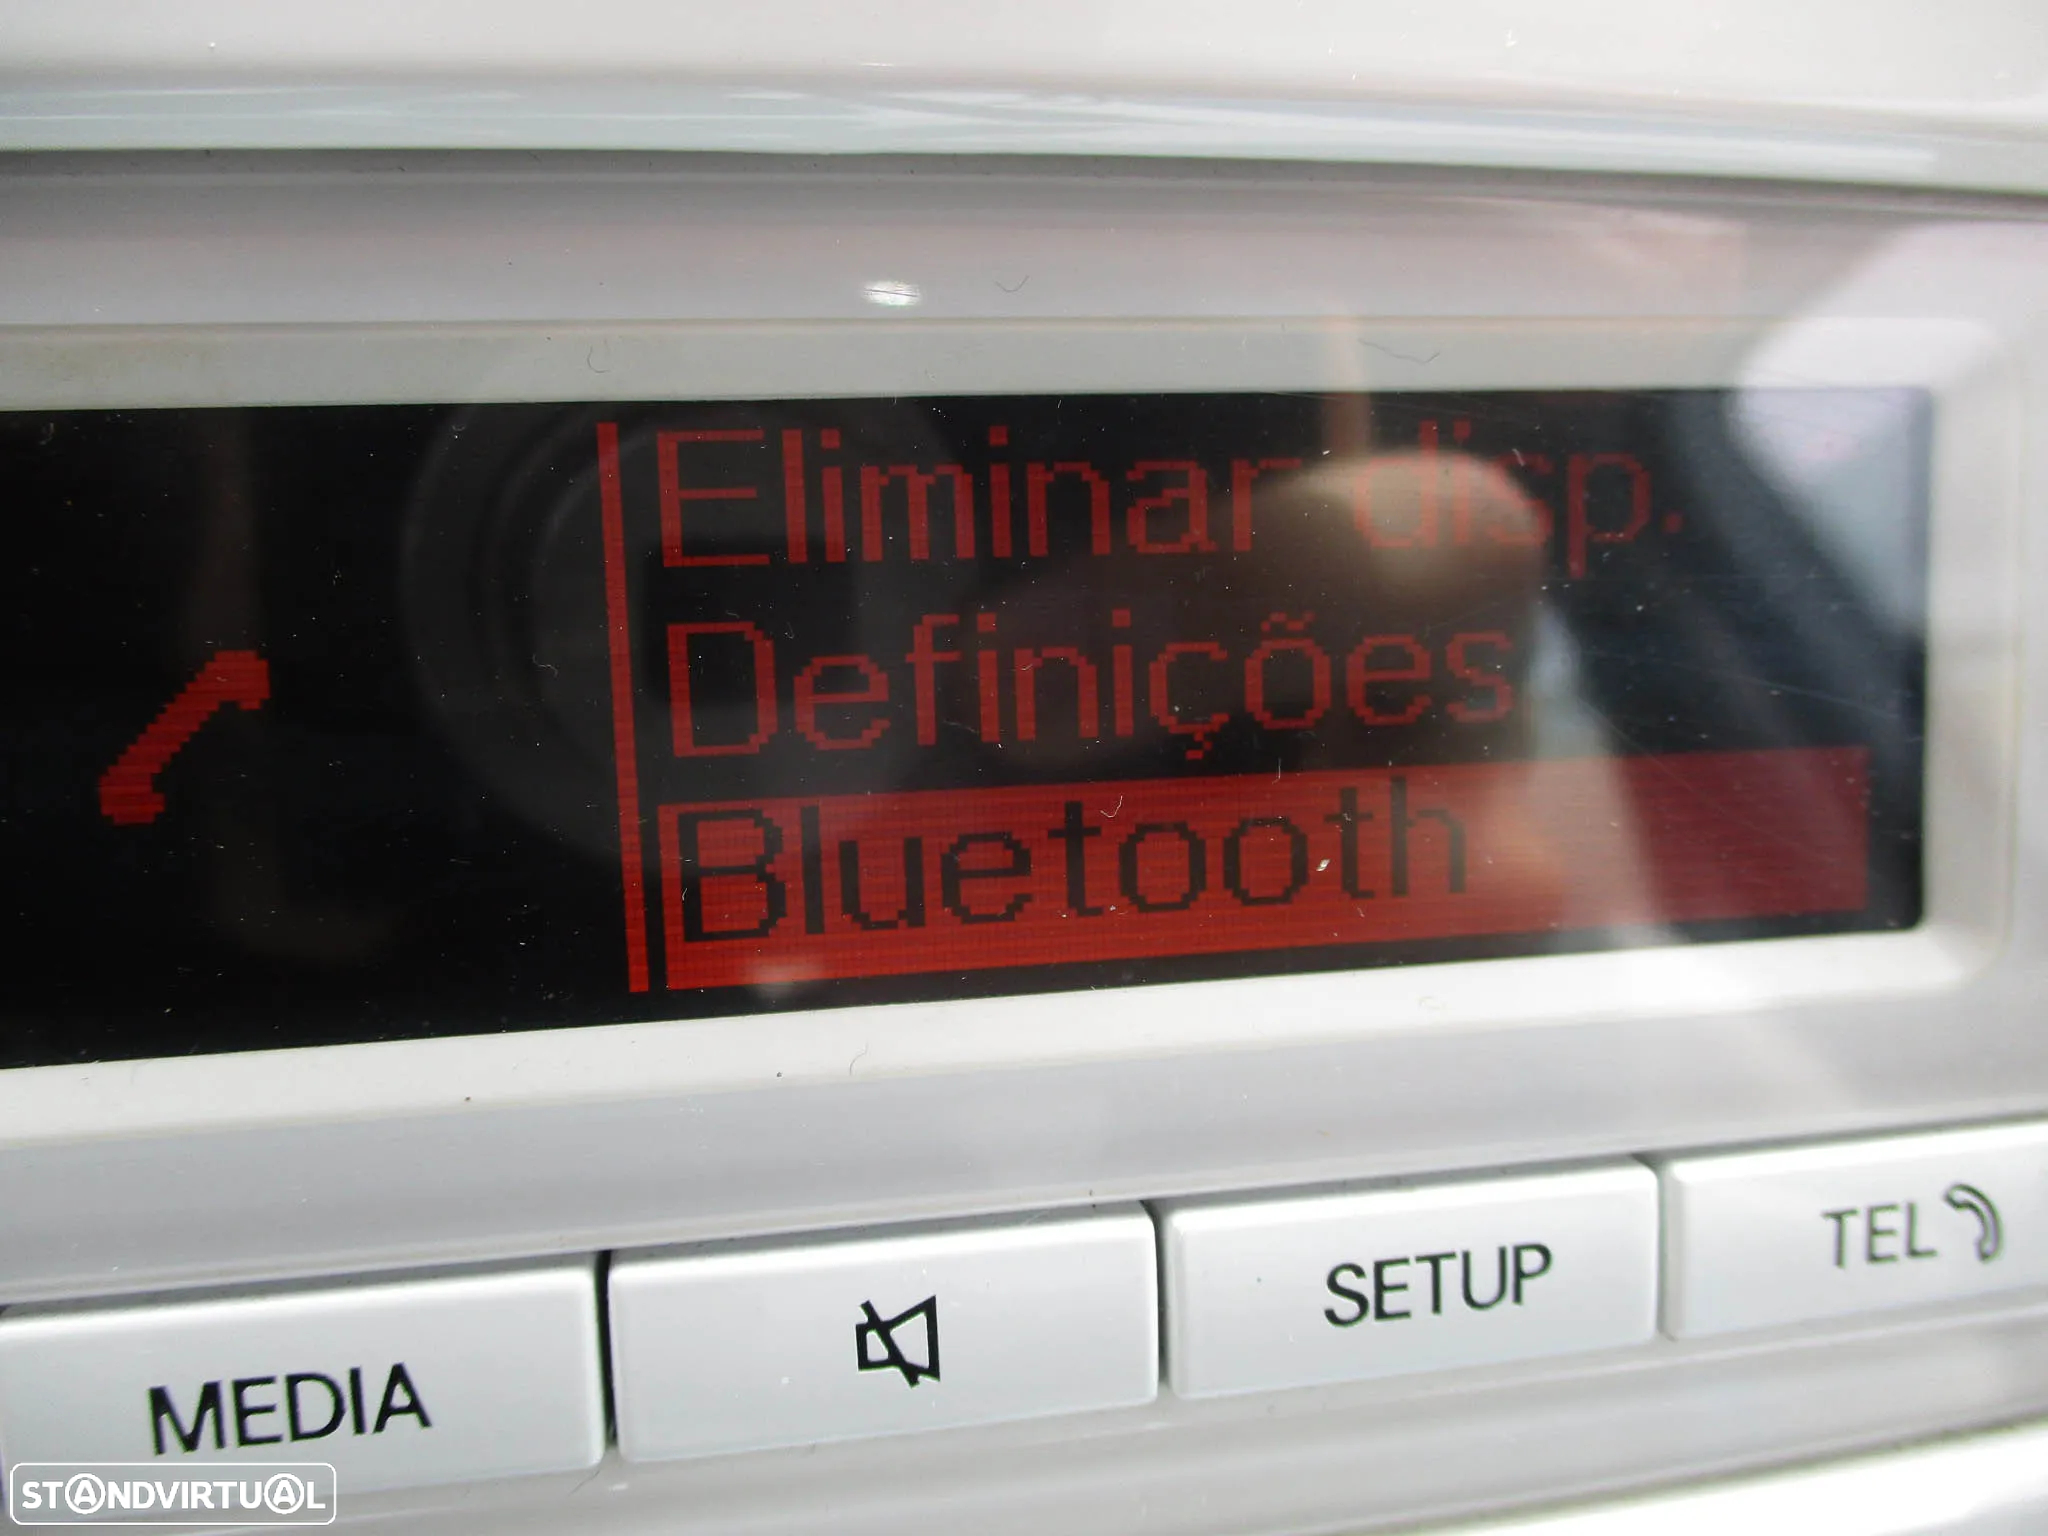 Eliminar disp.
Definições
Bluetooth
MEDIA
SETUP
TEL
STANDVIRTUAL